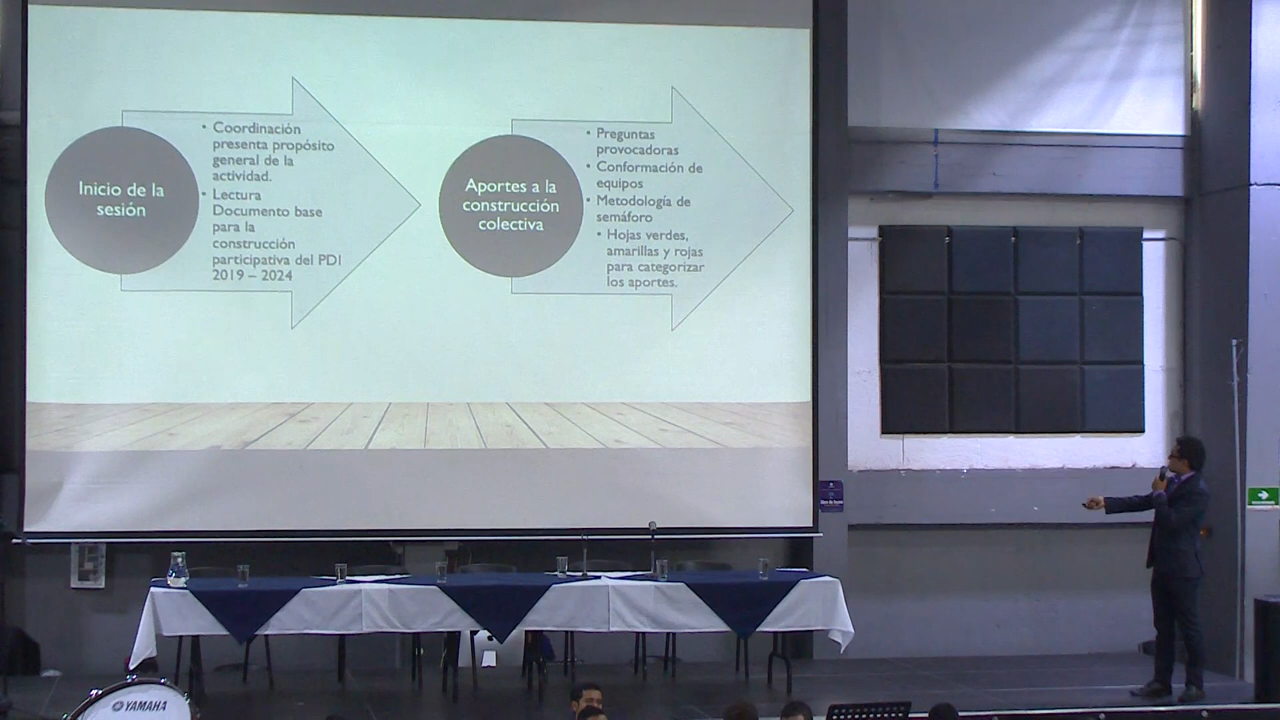 Inicio de la
sesión
• Coordinación
presenta propósito
general de la
actividad.
• Lectura
Documento base
para la
construcción
participativa del PDI
2019 – 2024
Aportes a la
construcción
colectiva
• Preguntas
provocadoras
• Conformación de
equipos
• Metodología de
semáforo
• Hojas verdes,
amarillas y rojas
para categorizar
los aportes.
YAMAHA